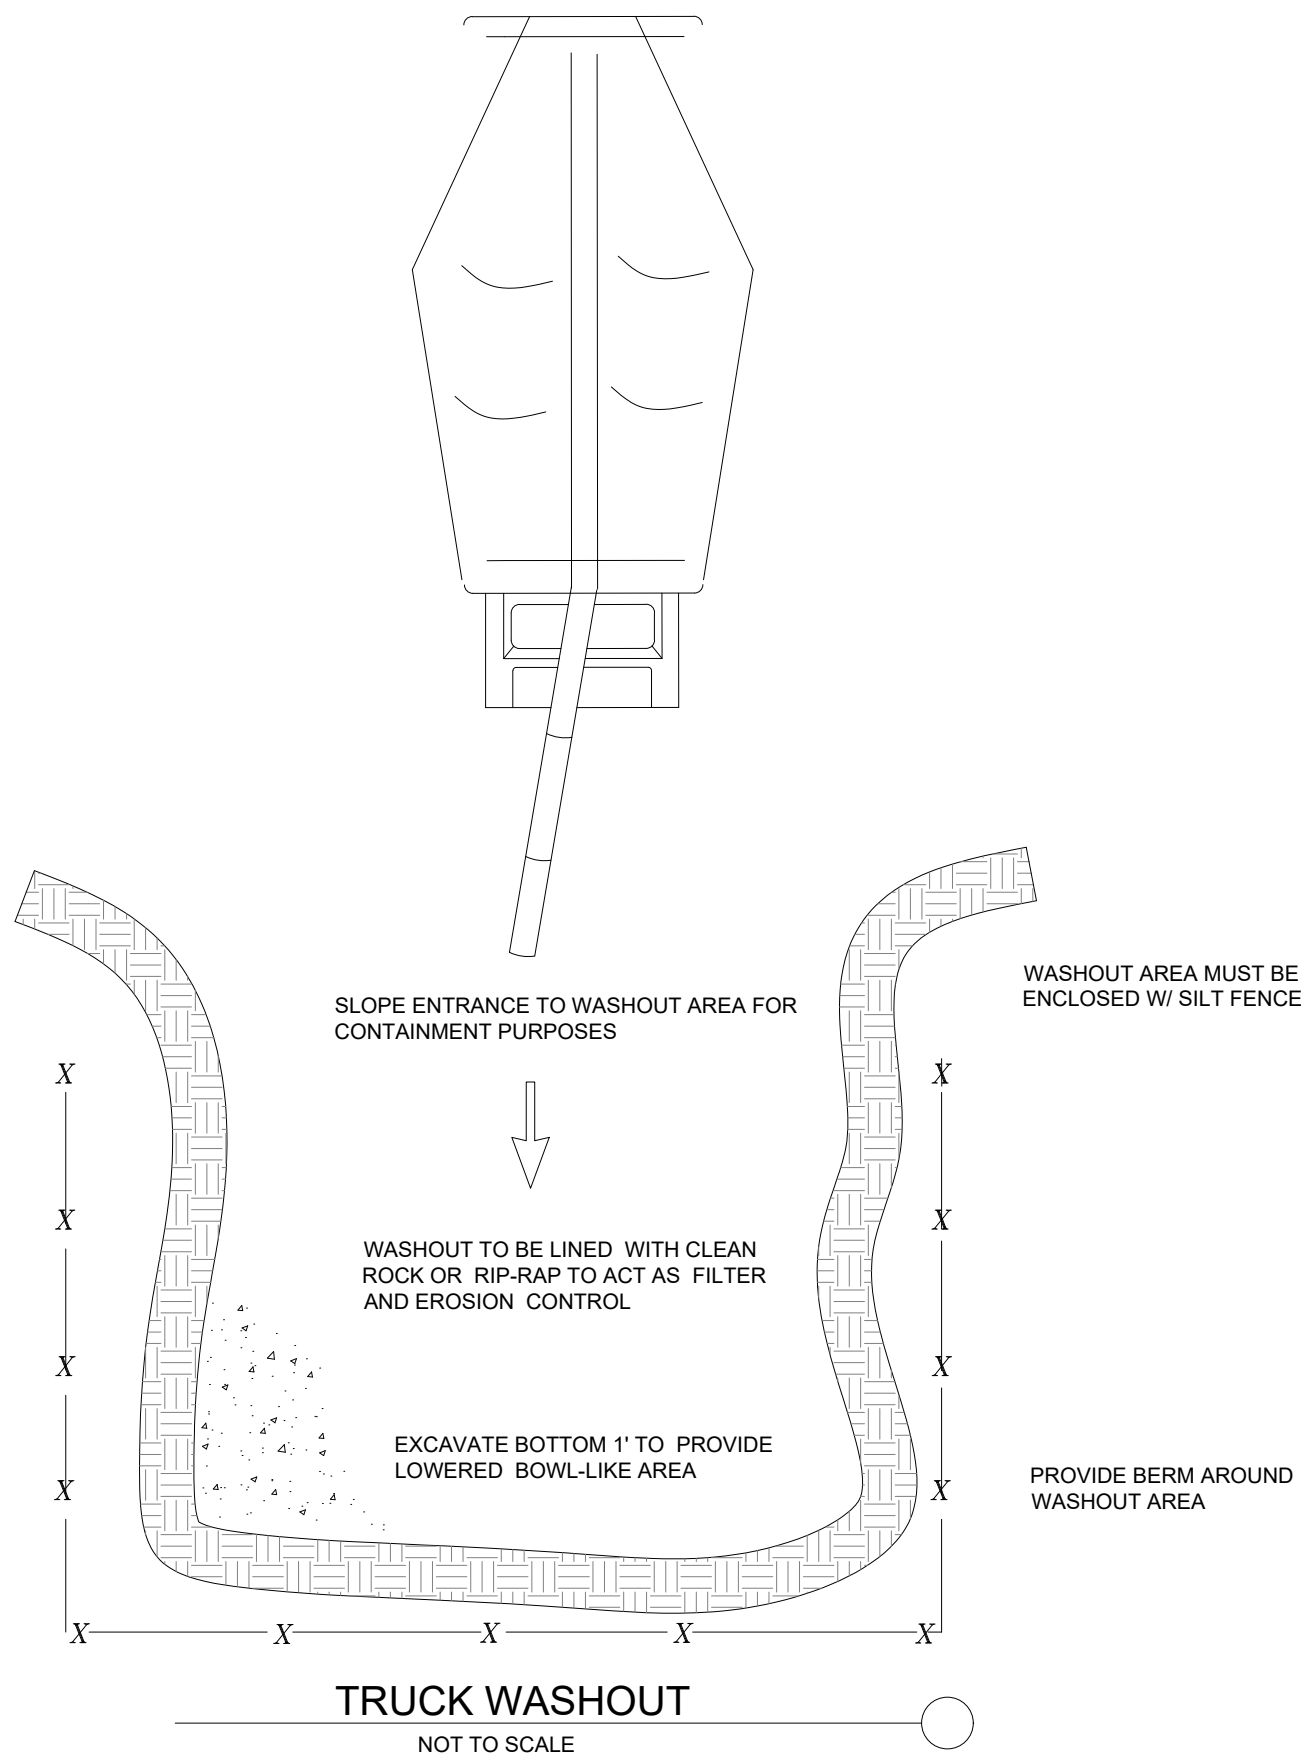 SLOPE ENTRANCE TO WASHOUT AREA FOR
CONTAINMENT PURPOSES
WASHOUT AREA MUST BE
ENCLOSED W/ SILT FENCE
X
X
X
X
WASHOUT TO BE LINED WITH CLEAN
ROCK OR RIP-RAP TO ACT AS FILTER
AND EROSION CONTROL
X
X
EXCAVATE BOTTOM 1' TO PROVIDE
LOWERED BOWL-LIKE AREA
PROVIDE BERM AROUND
WASHOUT AREA
X
X
X
X
X
X
X
TRUCK WASHOUT
NOT TO SCALE